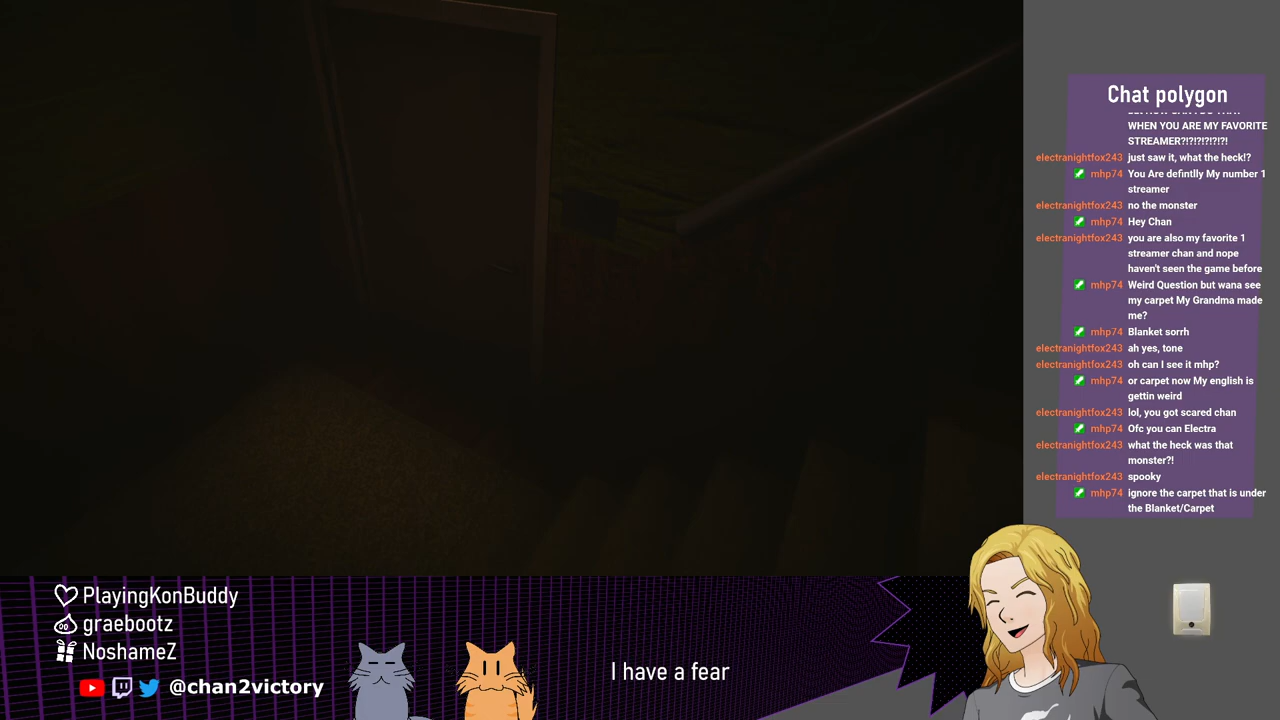 Chat polygon
WHEN YOU ARE MY FAVORITE
STREAMER?!?!?!?!?!?!
electranightfox243 just saw it, what the heck!?
mhp74 You Are defintlly My number 1
streamer
electranightfox243 no the monster
mhp74 Hey Chan
electranightfox243 you are also my favorite 1
streamer chan and nope
haven't seen the game before
mhp74 Weird Question but wana see
my carpet My Grandma made
me?
mhp74 Blanket sorrh
electranightfox243 ah yes, tone
electranightfox243 oh can I see it mhp?
mhp74 or carpet now My english is
gettin weird
electranightfox243 lol, you got scared chan
mhp74 Ofc you can Electra
electranightfox243 what the heck was that
monster?!
electranightfox243 spooky
mhp74 ignore the carpet that is under
the Blanket/Carpet
PlayingKonBuddy
graebootz
NoshameZ
@chan2victory
I have a fear